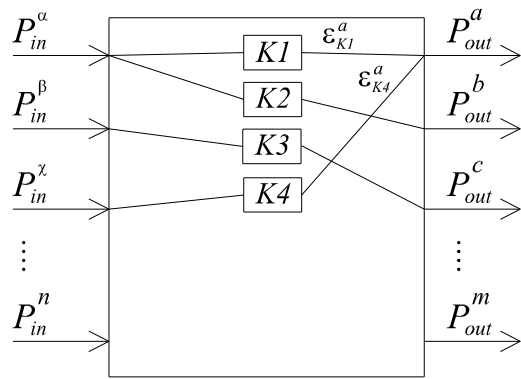 P_in^α K1 ε_K1^a P_out^a
ε_K4^a
P_in^β K2 P_out^b
K3
P_in^χ K4 P_out^c
P_in^n P_out^m